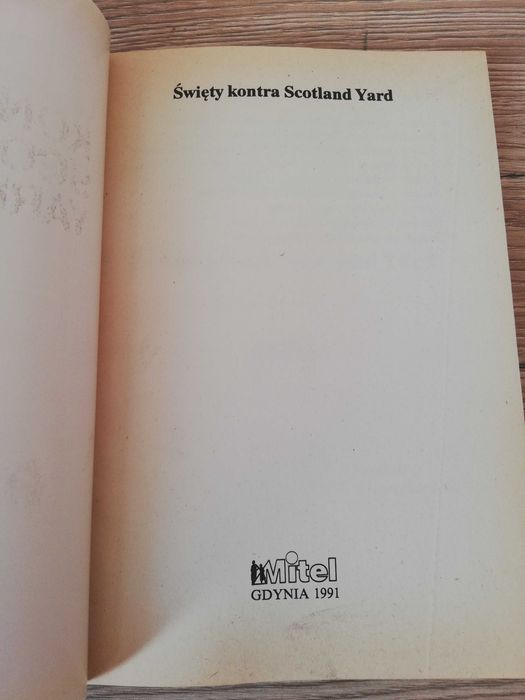 Święty kontra Scotland Yard
Mitel
GDYNIA 1991